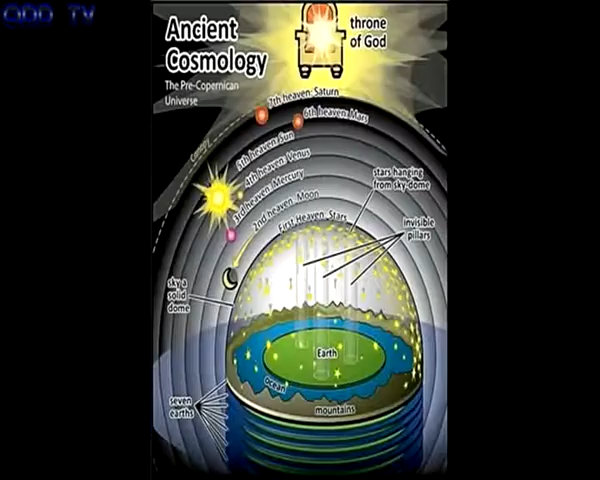 ADD TV
Ancient
Cosmology
The Pre-Copernican
Universe
throne
of God
7th heaven: Saturn
6th heaven: Mars
5th heaven: Sun
4th heaven: Venus
3rd heaven: Mercury
2nd heaven: Moon
First Heaven, Stars
stars hanging
from sky-dome
invisible
pillars
sky a
solid
dome
Earth
ocean
mountains
seven
earths